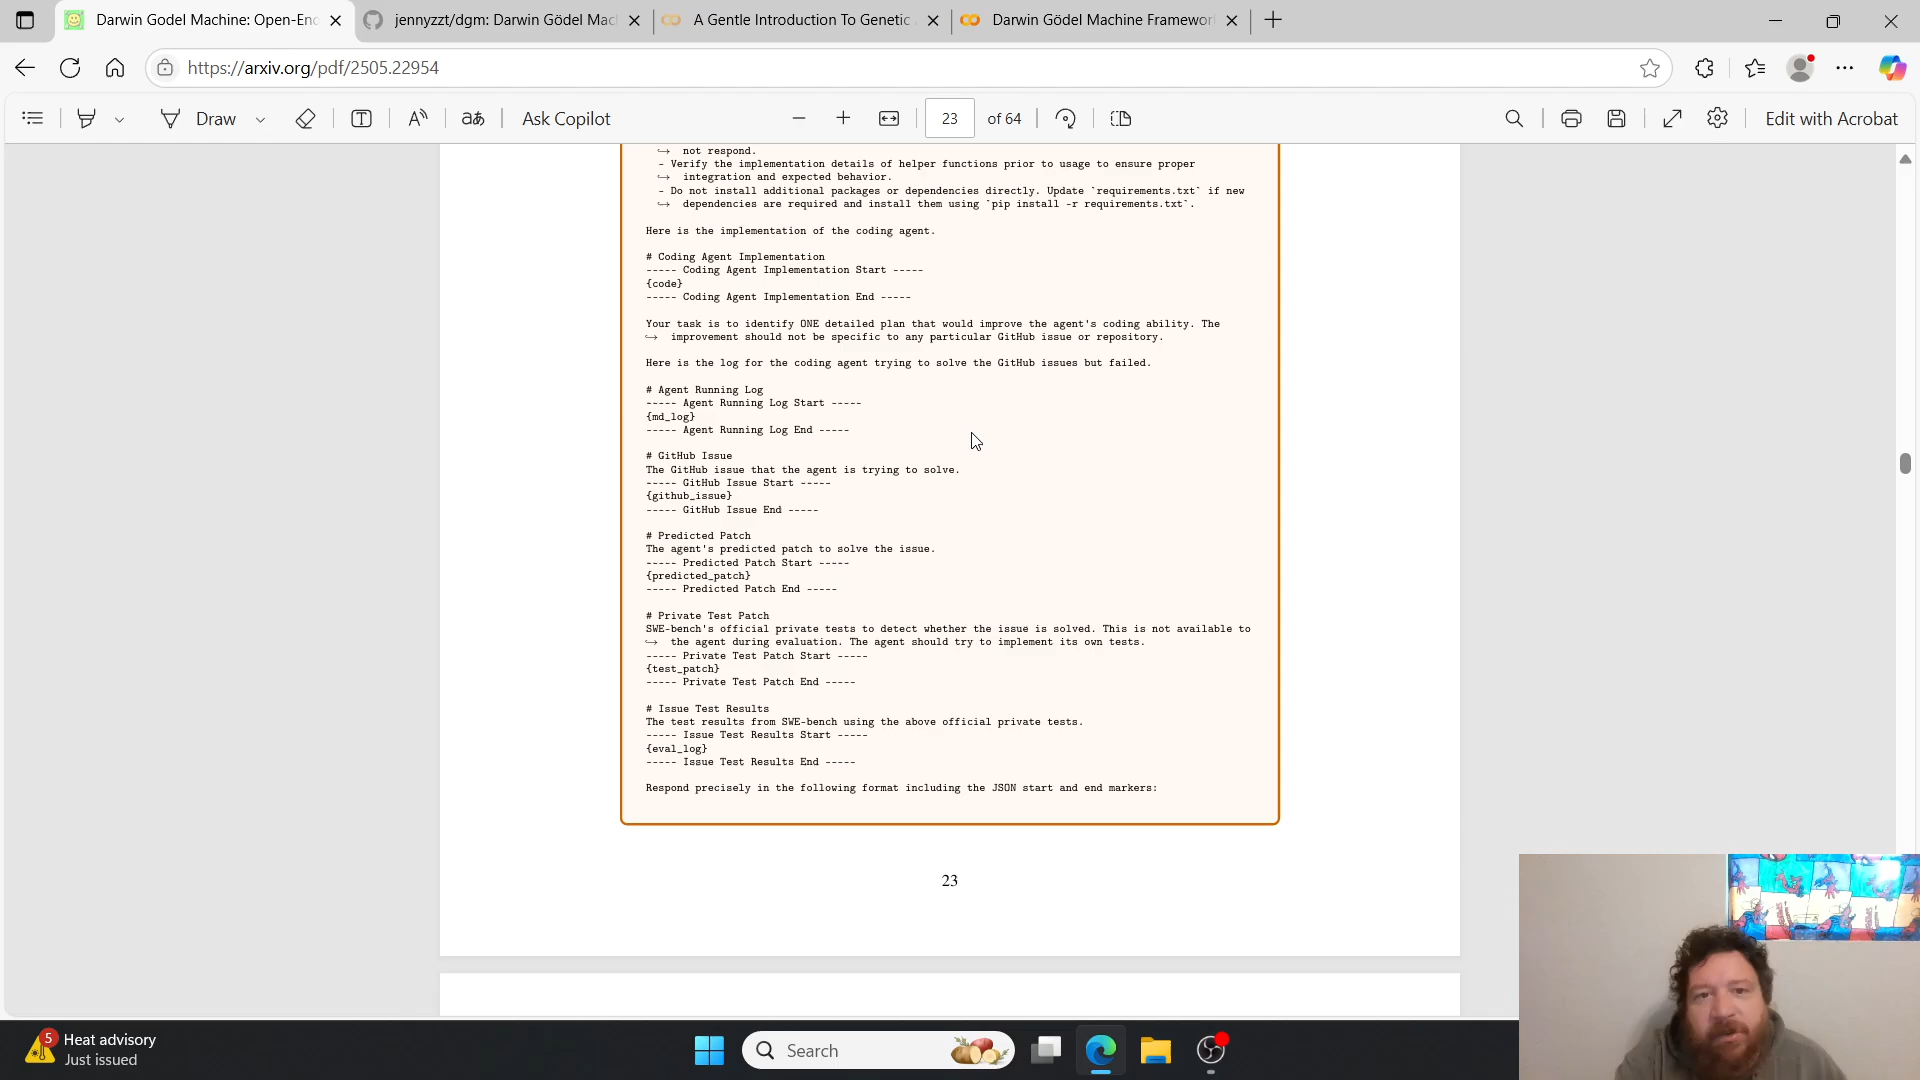 Darwin Godel Machine: Open-En
jennyzzt/dgm: Darwin Gödel Mac
A Gentle Introduction To Genetic
Darwin Gödel Machine Framewor
https://arxiv.org/pdf/2505.22954
Draw
Ask Copilot
23 of 64
Edit with Acrobat
↪ not respond.
- Verify the implementation details of helper functions prior to usage to ensure proper
↪ integration and expected behavior.
- Do not install additional packages or dependencies directly. Update `requirements.txt` if new
↪ dependencies are required and install them using `pip install -r requirements.txt`.
Here is the implementation of the coding agent.
# Coding Agent Implementation
----- Coding Agent Implementation Start -----
{code}
----- Coding Agent Implementation End -----
Your task is to identify ONE detailed plan that would improve the agent's coding ability. The
↪ improvement should not be specific to any particular GitHub issue or repository.
Here is the log for the coding agent trying to solve the GitHub issues but failed.
# Agent Running Log
----- Agent Running Log Start -----
{md_log}
----- Agent Running Log End -----
# GitHub Issue
The GitHub issue that the agent is trying to solve.
----- GitHub Issue Start -----
{github_issue}
----- GitHub Issue End -----
# Predicted Patch
The agent's predicted patch to solve the issue.
----- Predicted Patch Start -----
{predicted_patch}
----- Predicted Patch End -----
# Private Test Patch
SWE-bench's official private tests to detect whether the issue is solved. This is not available to
↪ the agent during evaluation. The agent should try to implement its own tests.
----- Private Test Patch Start -----
{test_patch}
----- Private Test Patch End -----
# Issue Test Results
The test results from SWE-bench using the above official private tests.
----- Issue Test Results Start -----
{eval_log}
----- Issue Test Results End -----
Respond precisely in the following format including the JSON start and end markers:
23
5
Heat advisory
Just issued
Search